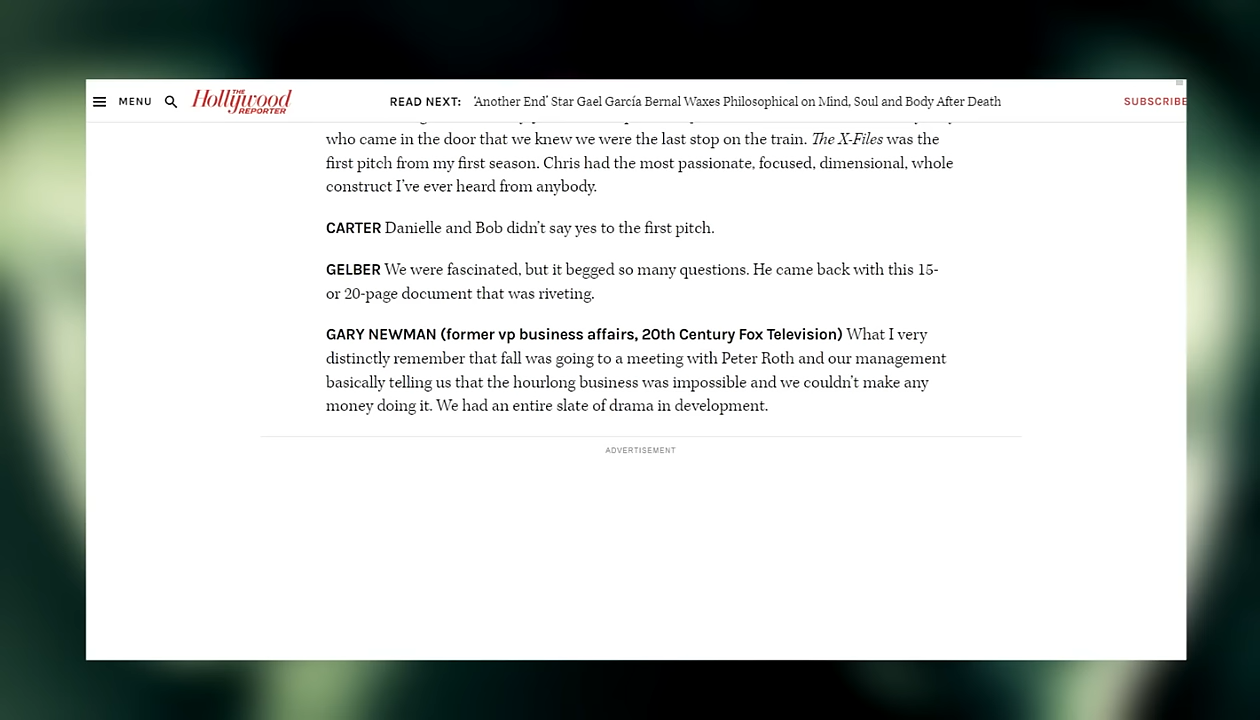 MENU
THE
Hollywood
REPORTER
READ NEXT: 'Another End' Star Gael García Bernal Waxes Philosophical on Mind, Soul and Body After Death
SUBSCRIBE
who came in the door that we knew we were the last stop on the train. The X-Files was the
first pitch from my first season. Chris had the most passionate, focused, dimensional, whole
construct I've ever heard from anybody.
CARTER Danielle and Bob didn't say yes to the first pitch.
GELBER We were fascinated, but it begged so many questions. He came back with this 15-
or 20-page document that was riveting.
GARY NEWMAN (former vp business affairs, 20th Century Fox Television) What I very
distinctly remember that fall was going to a meeting with Peter Roth and our management
basically telling us that the hourlong business was impossible and we couldn't make any
money doing it. We had an entire slate of drama in development.
ADVERTISEMENT